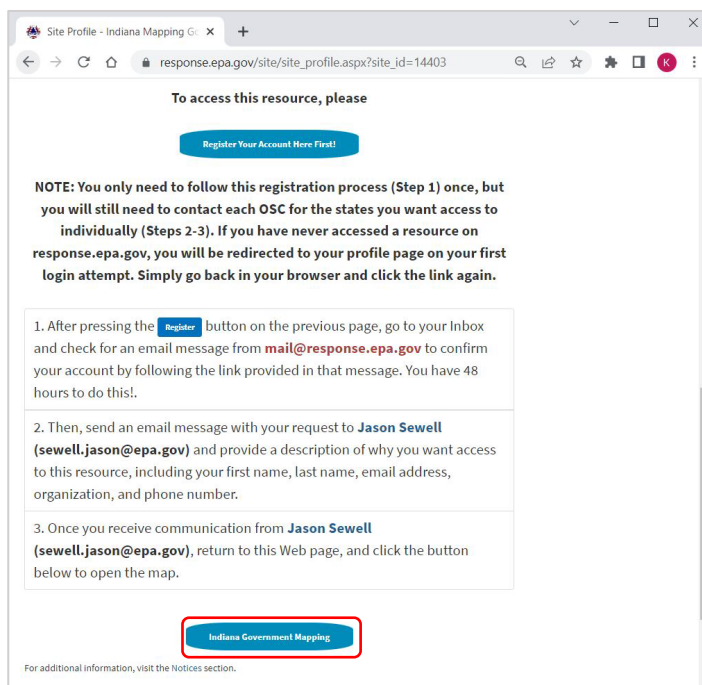 Site Profile - Indiana Mapping Go
response.epa.gov/site/site_profile.aspx?site_id=14403
K
To access this resource, please
Register Your Account Here First!
NOTE: You only need to follow this registration process (Step 1) once, but
you will still need to contact each OSC for the states you want access to
individually (Steps 2-3). If you have never accessed a resource on
response.epa.gov, you will be redirected to your profile page on your first
login attempt. Simply go back in your browser and click the link again.
1. After pressing the Register button on the previous page, go to your Inbox
and check for an email message from mail@response.epa.gov to confirm
your account by following the link provided in that message. You have 48
hours to do this!.
2. Then, send an email message with your request to Jason Sewell
(sewell.jason@epa.gov) and provide a description of why you want access
to this resource, including your first name, last name, email address,
organization, and phone number.
3. Once you receive communication from Jason Sewell
(sewell.jason@epa.gov), return to this Web page, and click the button
below to open the map.
Indiana Government Mapping
For additional information, visit the Notices section.